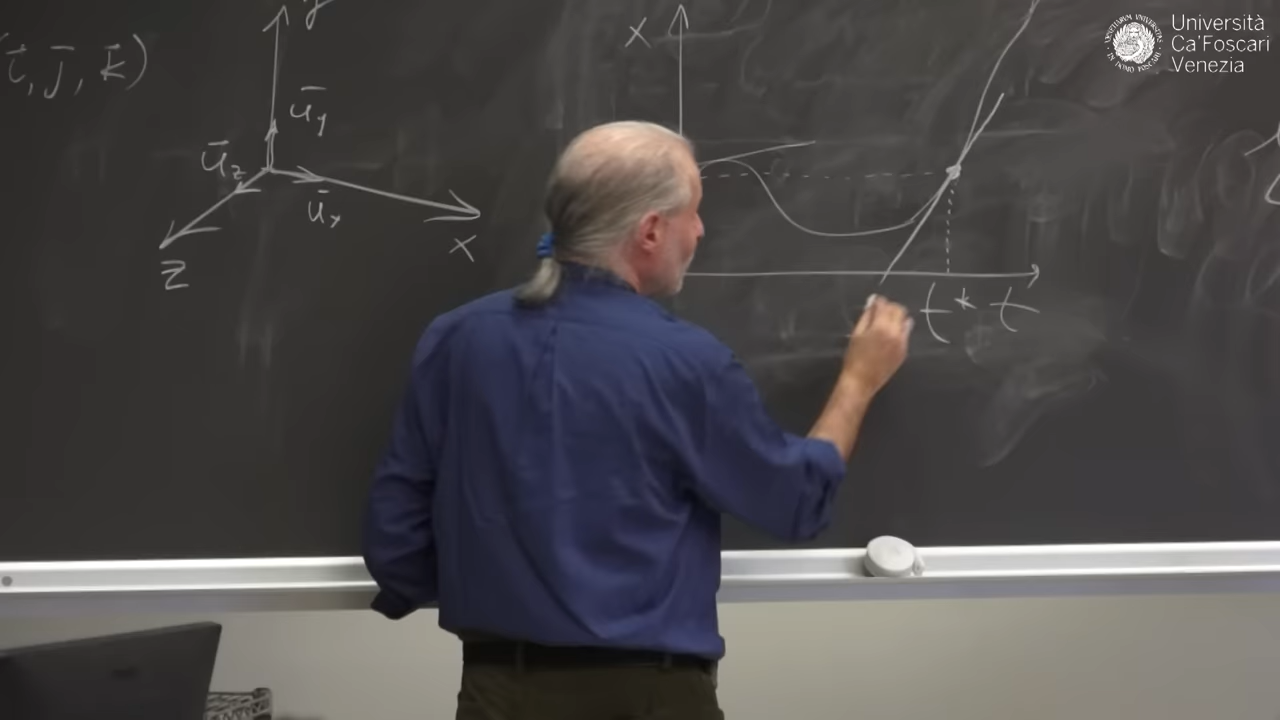 (i⃗, j̄, k⃗)
y
ū_y
ū_z
ū_x
x
z
x
t* t
Università
Ca'Foscari
Venezia